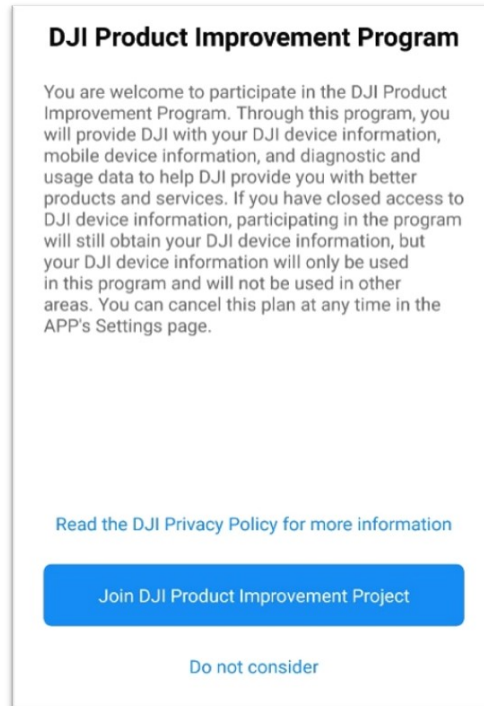 DJI Product Improvement Program
You are welcome to participate in the DJI Product
Improvement Program. Through this program, you
will provide DJI with your DJI device information,
mobile device information, and diagnostic and
usage data to help DJI provide you with better
products and services. If you have closed access to
DJI device information, participating in the program
will still obtain your DJI device information, but
your DJI device information will only be used
in this program and will not be used in other
areas. You can cancel this plan at any time in the
APP's Settings page.
Read the DJI Privacy Policy for more information
Join DJI Product Improvement Project
Do not consider